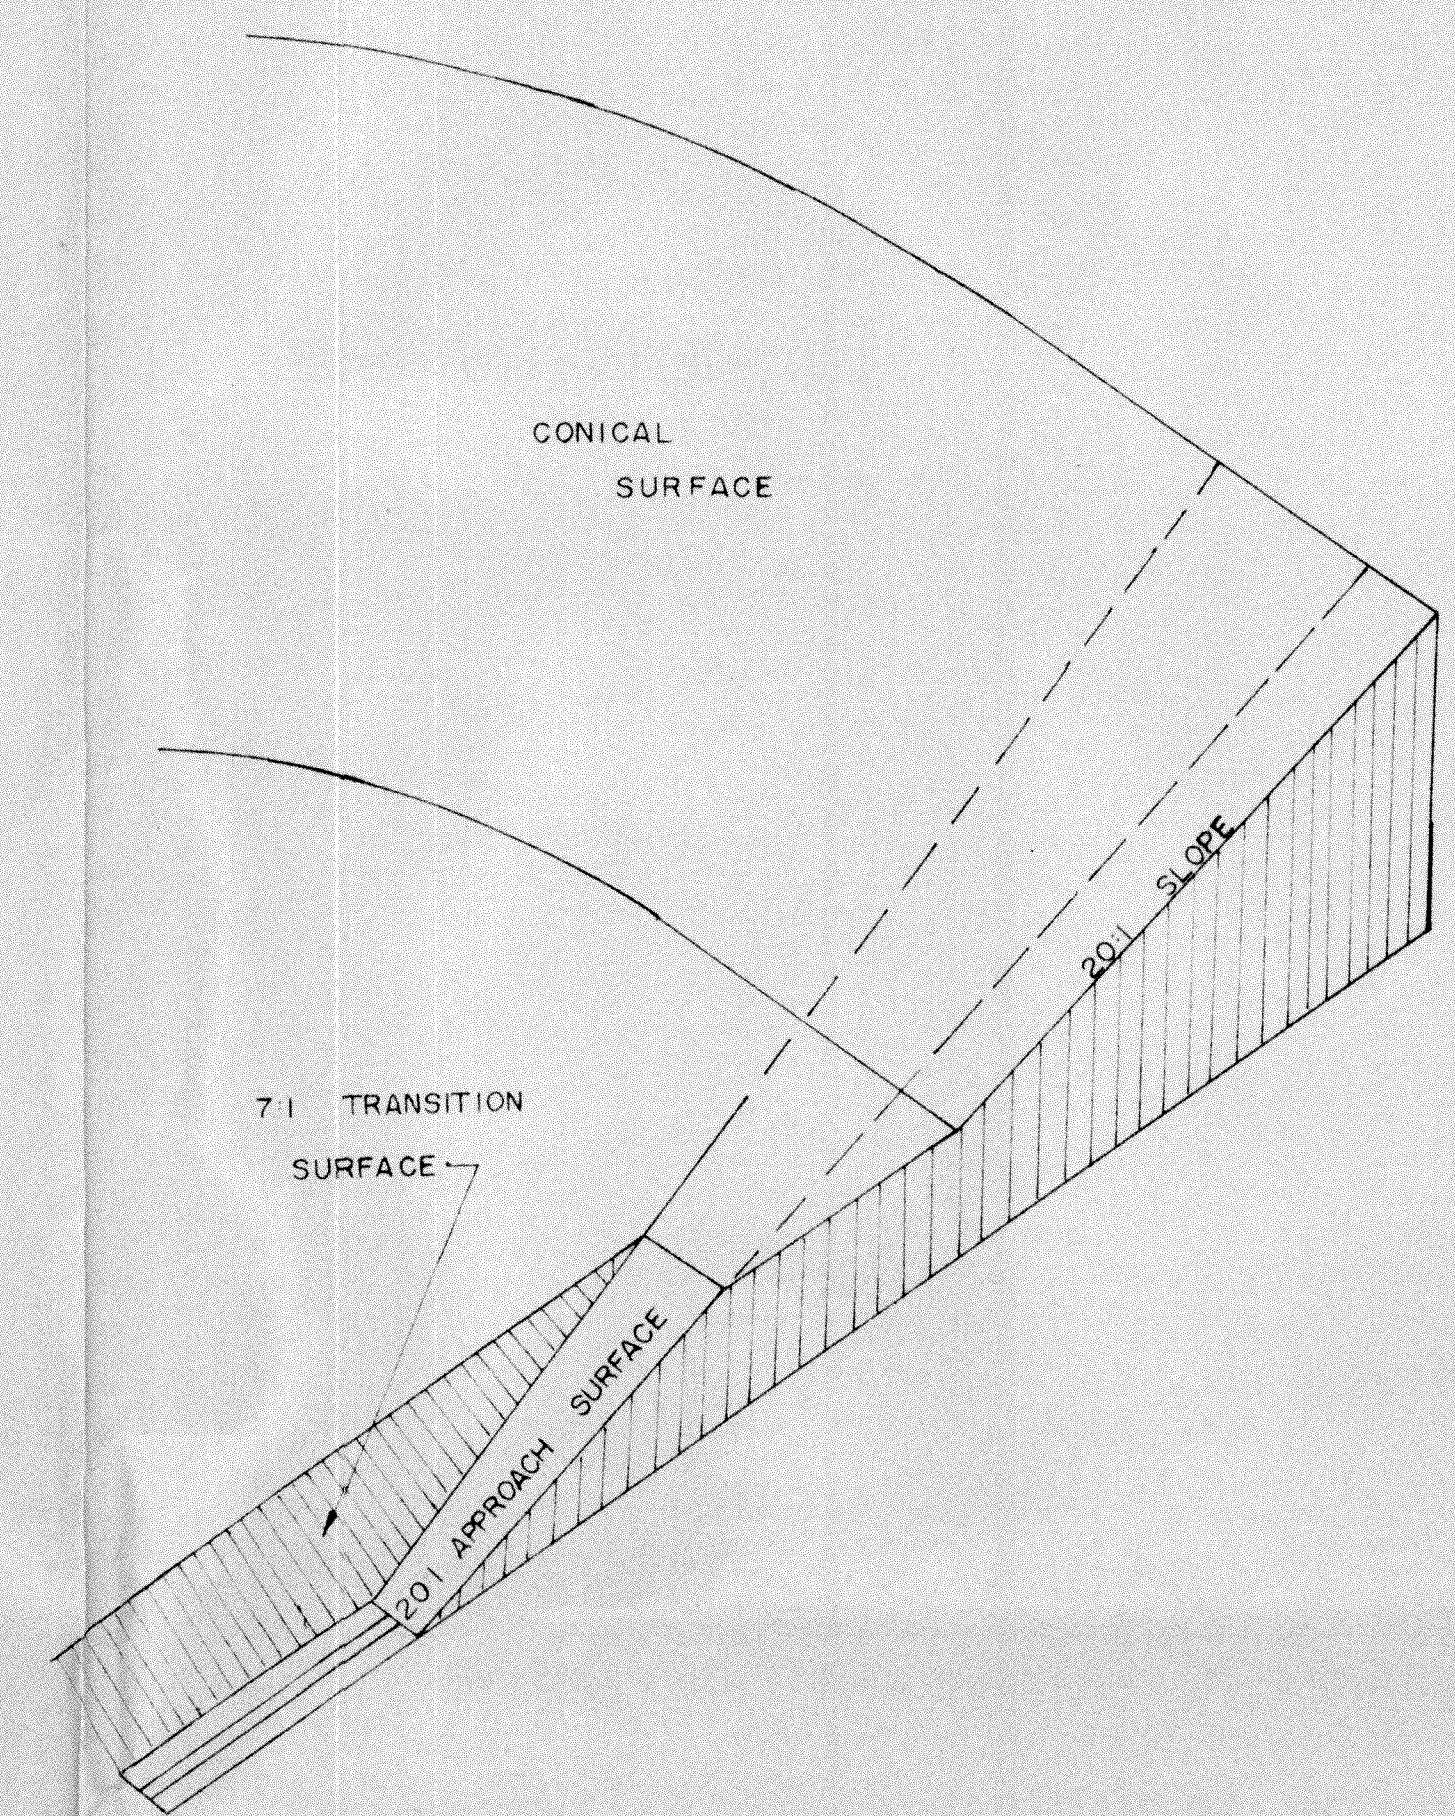 CONICAL
SURFACE
20:1 SLOPE
7:1 TRANSITION
SURFACE
20:1 APPROACH SURFACE